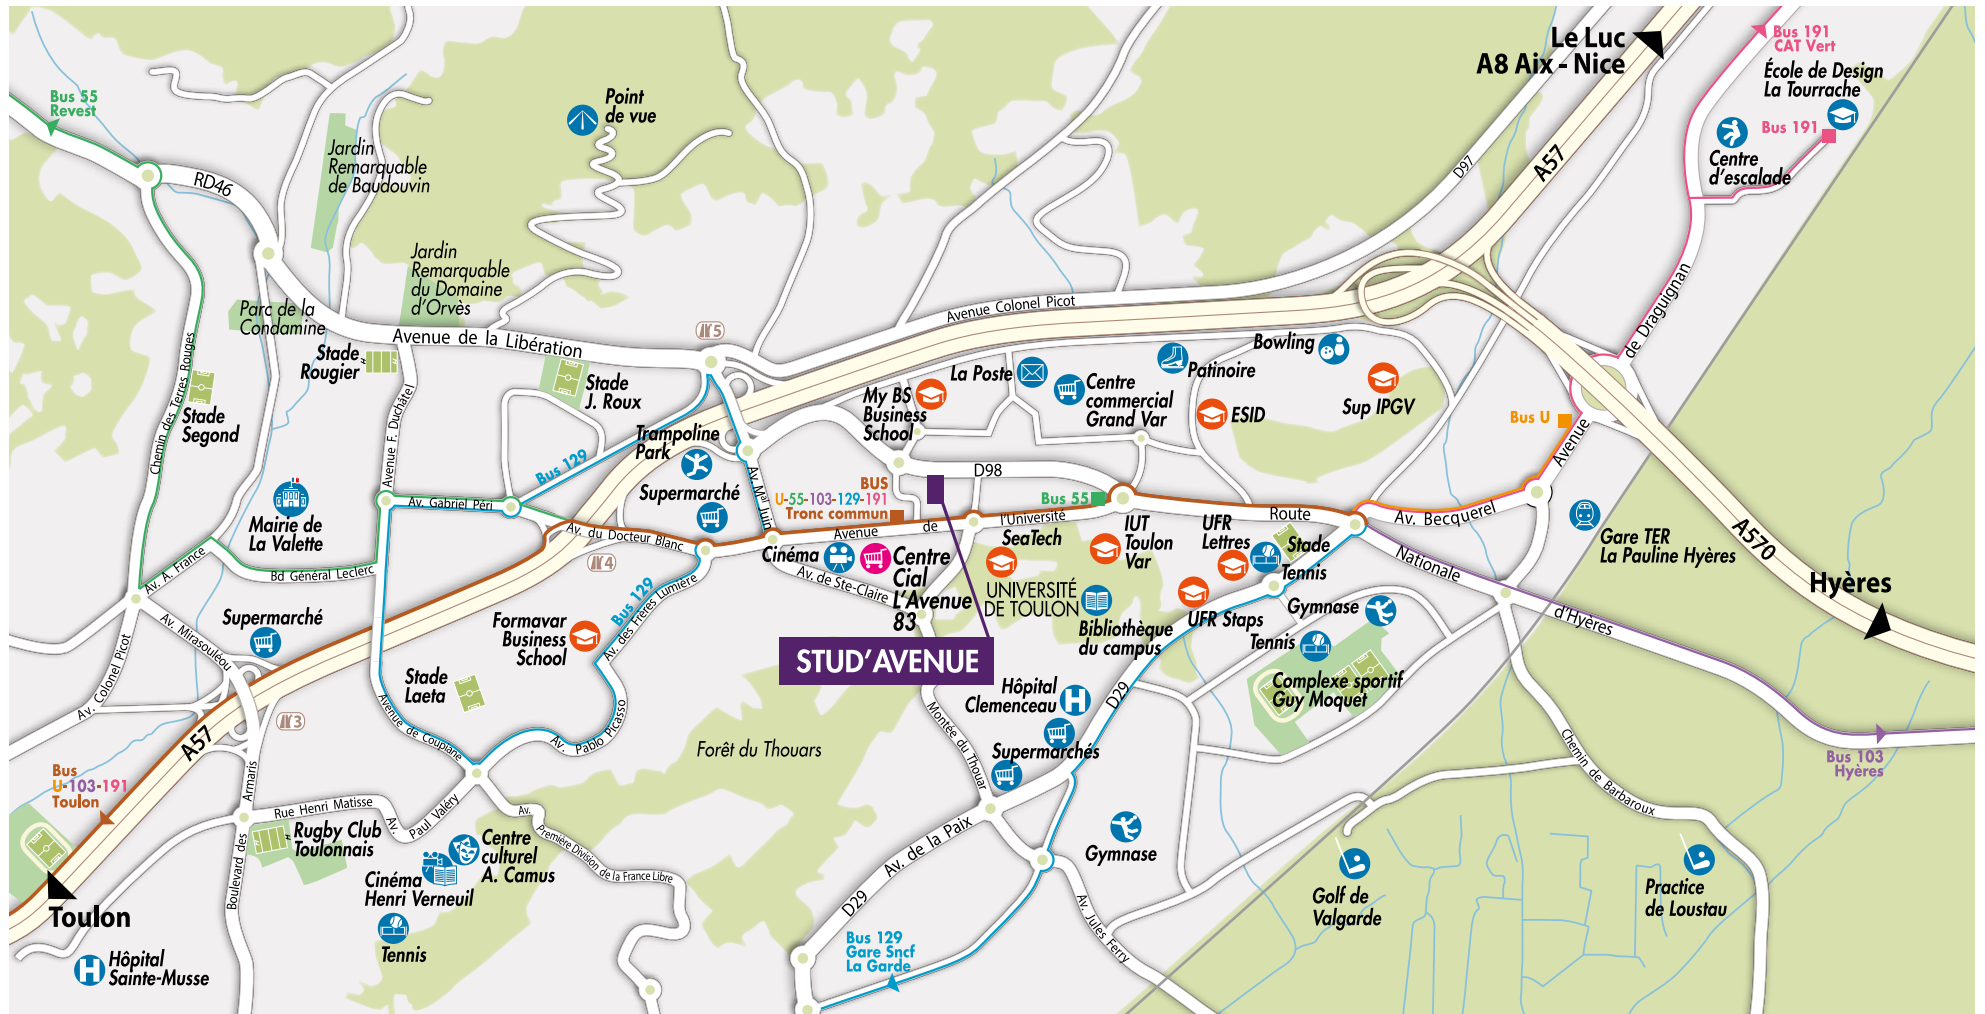 Le Luc
A8 Aix - Nice
Bus 191
CAT Vert
École de Design
La Tourrache
Bus 191
Centre
d'escalade
Bus 55
Revest
Point
de vue
RD46
Jardin
Remarquable
de Baudouvin
D97
A57
Jardin
Remarquable
du Domaine
d'Orvès
Parc de la
Condamine
Avenue de la Libération
5
Avenue Colonel Picot
de Draguignan
Stade
Rougier
Chemin des Terres Rouges
Stade
Segond
Avenue F. Duchâtel
Stade
J. Roux
Bowling
Patinoire
La Poste
Centre
commercial
Grand Var
My BS
Business
School
ESID
Sup IPGV
Bus U
Avenue
Trampoline
Park
Bus 129
Supermarché
Av. Mal Juin
BUS
U-55-103-129-191
Tronc commun
D98
Bus 55
Mairie de
La Valette
Av. Gabriel Péri
Av. du Docteur Blanc
Avenue de l'Université
Route
Av. Becquerel
Nationale
d'Hyères
Gare TER
La Pauline Hyères
A570
Hyères
Av. A. France
Bd Général Leclerc
4
Cinéma
Centre
Cial
L'Avenue
83
Av. de Ste-Claire
SeaTech
UNIVERSITÉ
DE TOULON
IUT
Toulon
Var
UFR
Lettres
Stade
Tennis
UFR Staps
Gymnase
Tennis
Bibliothèque
du campus
Complexe sportif
Guy Moquet
Supermarché
Av. Mirasouléou
Av. Colonel Picot
Formavar
Business
School
Bus 129
Av. des Frères Lumière
STUD'AVENUE
Stade
Laeta
Avenue de Coupiane
Av. Pablo Picasso
3
A57
Forêt du Thouars
Montée du Thouar
Hôpital
Clemenceau
Supermarchés
D29
Chemin de Barbaroux
Bus 103
Hyères
Bus
U-103-191
Toulon
Boulevard des Armaris
Rue Henri Matisse
Av. Paul Valéry
Av. Première Division de la France Libre
Rugby Club
Toulonnais
Centre
culturel
A. Camus
Cinéma
Henri Verneuil
Tennis
Toulon
Hôpital
Sainte-Musse
Av. de la Paix
D29
Gymnase
Av. Jules Ferry
Golf de
Valgarde
Practice
de Loustau
Bus 129
Gare Sncf
La Garde